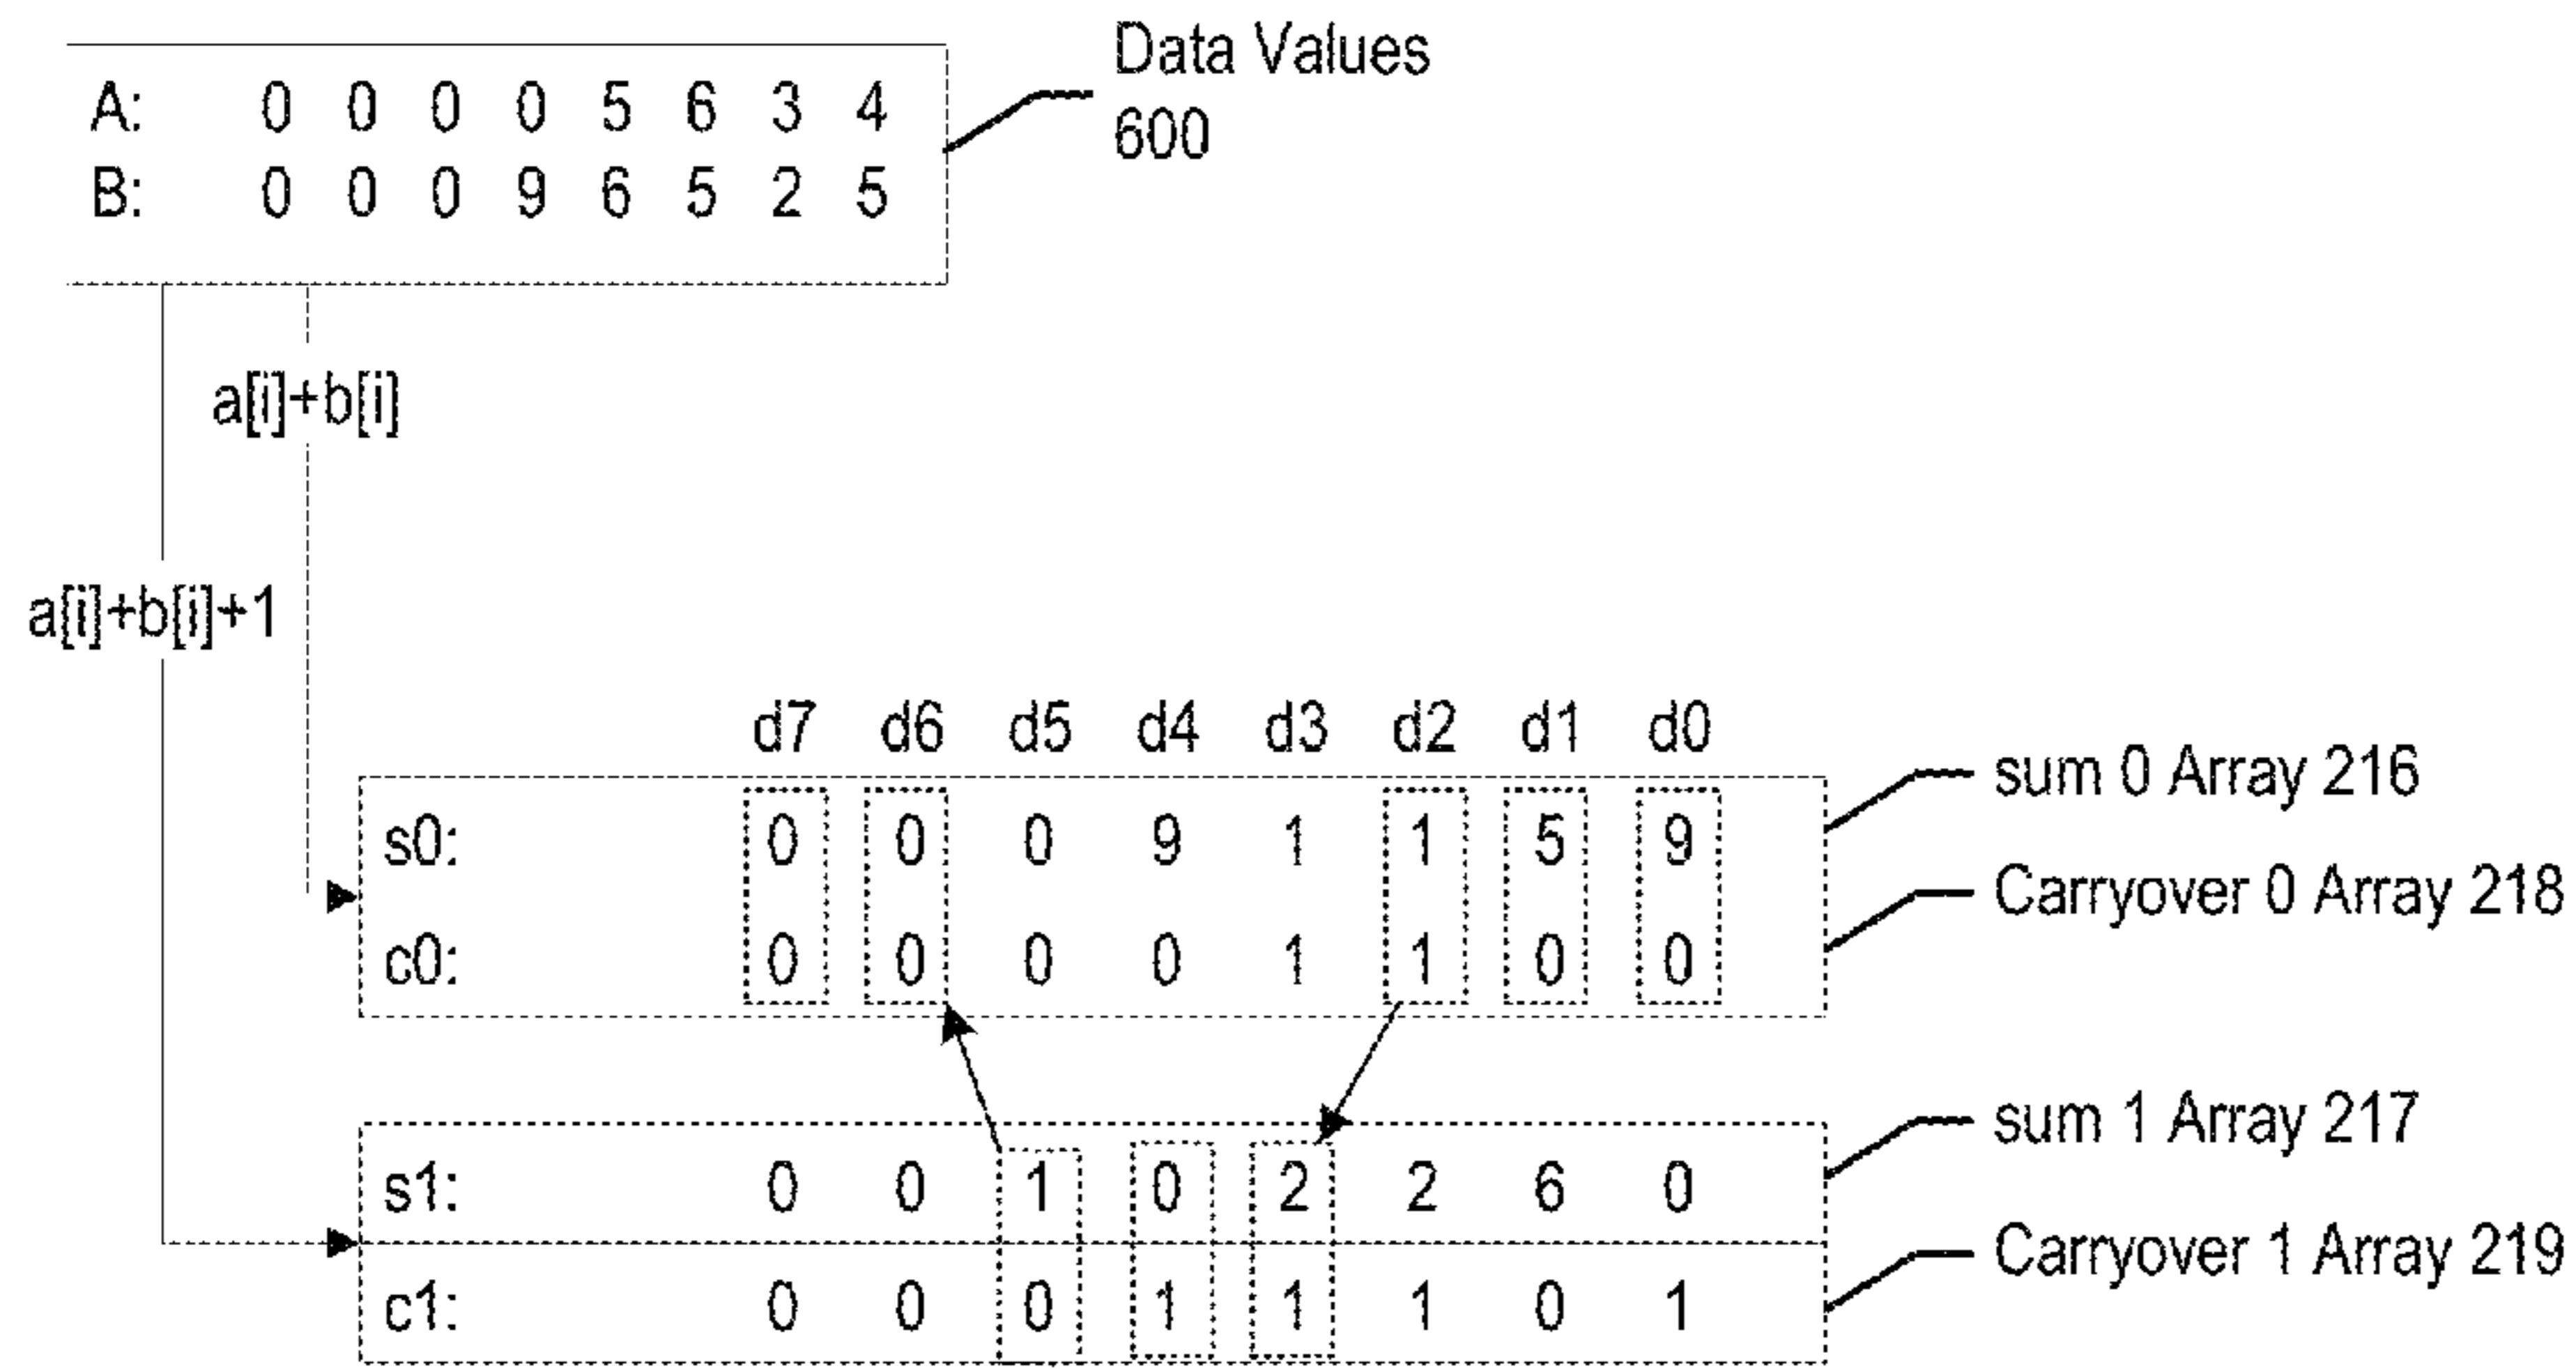 Data Values
600
A: 0 0 0 0 5 6 3 4
B: 0 0 0 9 6 5 2 5
a[i]+b[i]
a[i]+b[i]+1
d7 d6 d5 d4 d3 d2 d1 d0
s0: 0 0 0 9 1 1 5 9
sum 0 Array 216
c0: 0 0 0 0 1 1 0 0
Carryover 0 Array 218
s1: 0 0 1 0 2 2 6 0
sum 1 Array 217
c1: 0 0 0 1 1 1 0 1
Carryover 1 Array 219